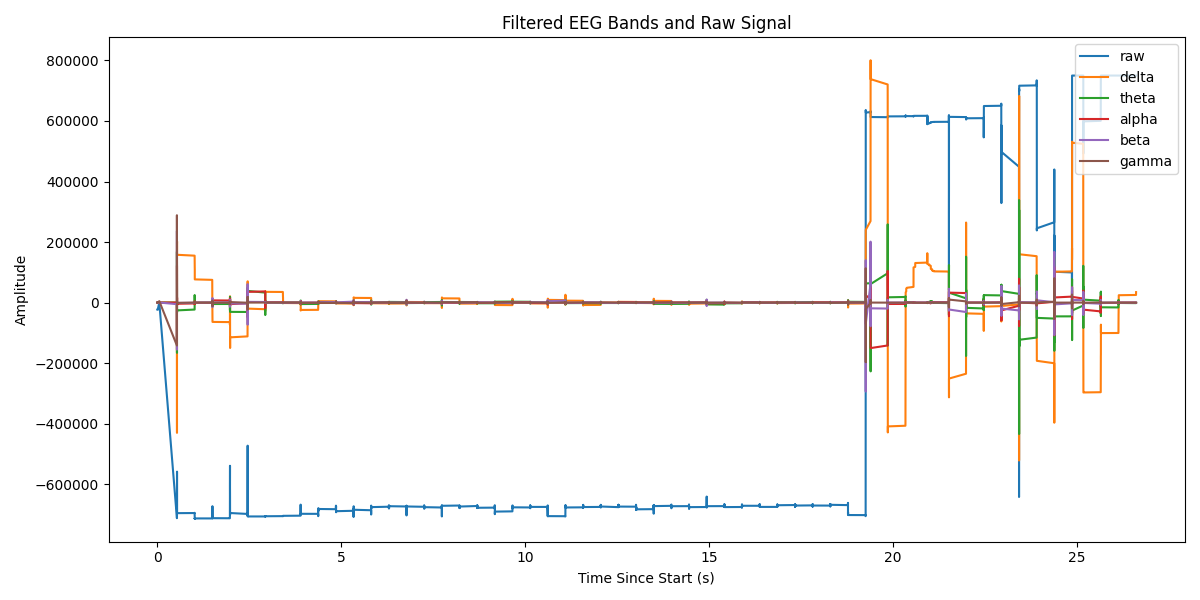 Filtered EEG Bands and Raw Signal
800000
600000
400000
200000
0
−200000
−400000
−600000
Amplitude
0
5
10
15
20
25
Time Since Start (s)
raw
delta
theta
alpha
beta
gamma